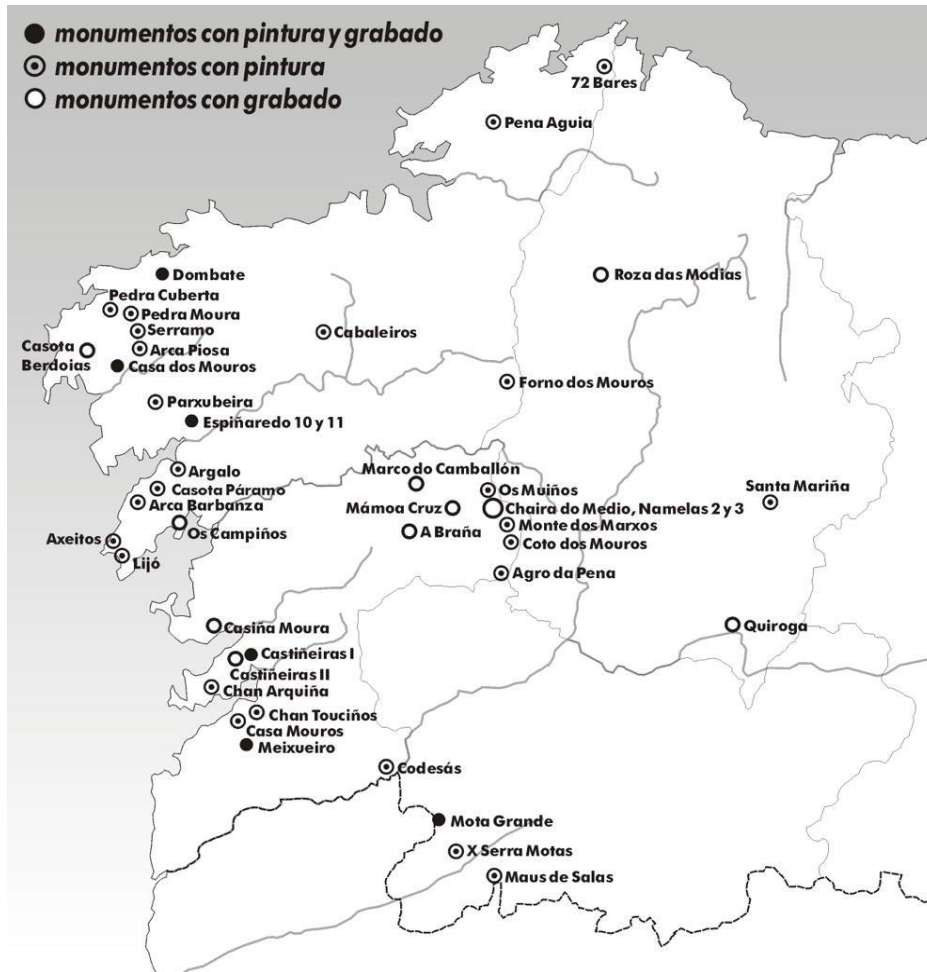 monumentos con pintura y grabado
monumentos con pintura
monumentos con grabado
72 Bares
Pena Aguia
Dombate
Roza das Modias
Pedra Cuberta
Pedra Moura
Serramo
Cabaleiros
Casota
Berdoias
Arca Piosa
Casa dos Mouros
Forno dos Mouros
Parxubeira
Espiñaredo 10 y 11
Argalo
Marco do Camballón
Casota Páramo
Os Muiños
Santa Mariña
Arca Barbanza
Mámoa Cruz
Chaira do Medio, Namelas 2 y 3
Os Campiños
A Braña
Monte dos Marxos
Axeitos
Coto dos Mouros
Lijó
Agro da Pena
Casiña Moura
Quiroga
Castiñeiras I
Castiñeiras II
Chan Arquiña
Chan Touciños
Casa Mouros
Meixueiro
Codesás
Mota Grande
X Serra Motas
Maus de Salas